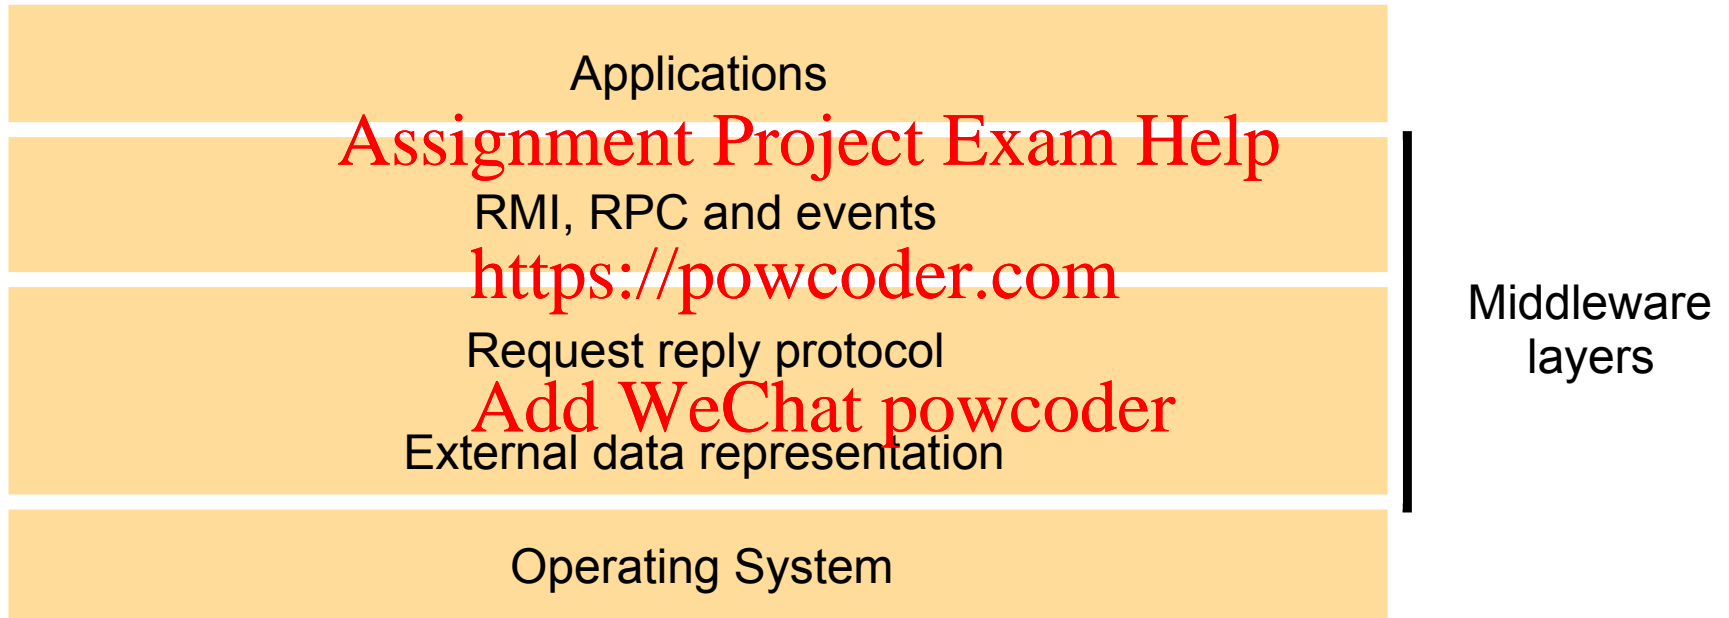 Applications
Assignment Project Exam Help
RMI, RPC and events
https://powcoder.com
Request reply protocol
Add WeChat powcoder
External data representation
Operating System
Middleware
layers